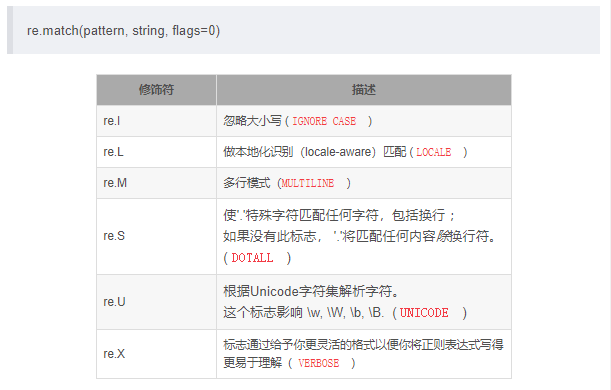 re.match(pattern, string, flags=0)
修饰符 描述
re.I 忽略大小写 ( IGNORE CASE )
re.L 做本地化识别（locale-aware）匹配 ( LOCALE )
re.M 多行模式（MULTILINE ）
re.S 使'.'特殊字符匹配任何字符，包括换行；
如果没有此标志， '.'将匹配任何内容除换行符。
( DOTALL )
re.U 根据Unicode字符集解析字符。
这个标志影响 \w, \W, \b, \B.（ UNICODE ）
re.X 标志通过给予你更灵活的格式以便你将正则表达式写得
更易于理解（ VERBOSE ）